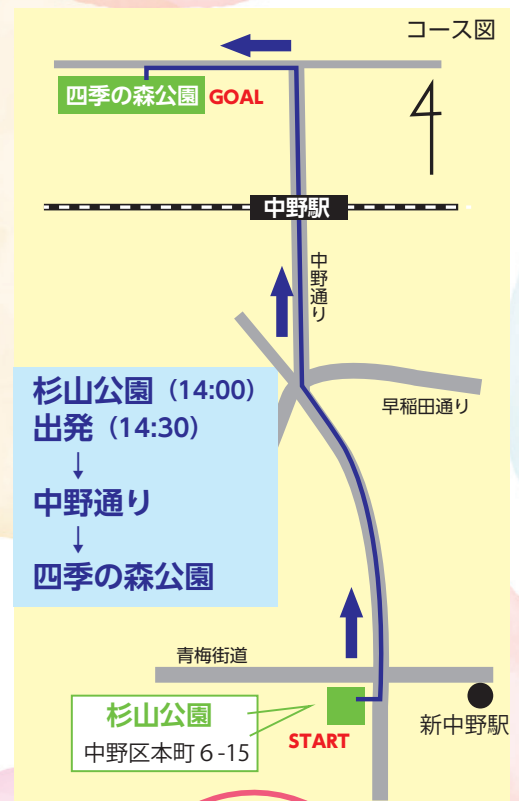 コース図
四季の森公園 GOAL
中野駅
中野通り
早稲田通り
杉山公園（14:00）
出発（14:30）
↓
中野通り
↓
四季の森公園
青梅街道
新中野駅
杉山公園
中野区本町 6 -15
START